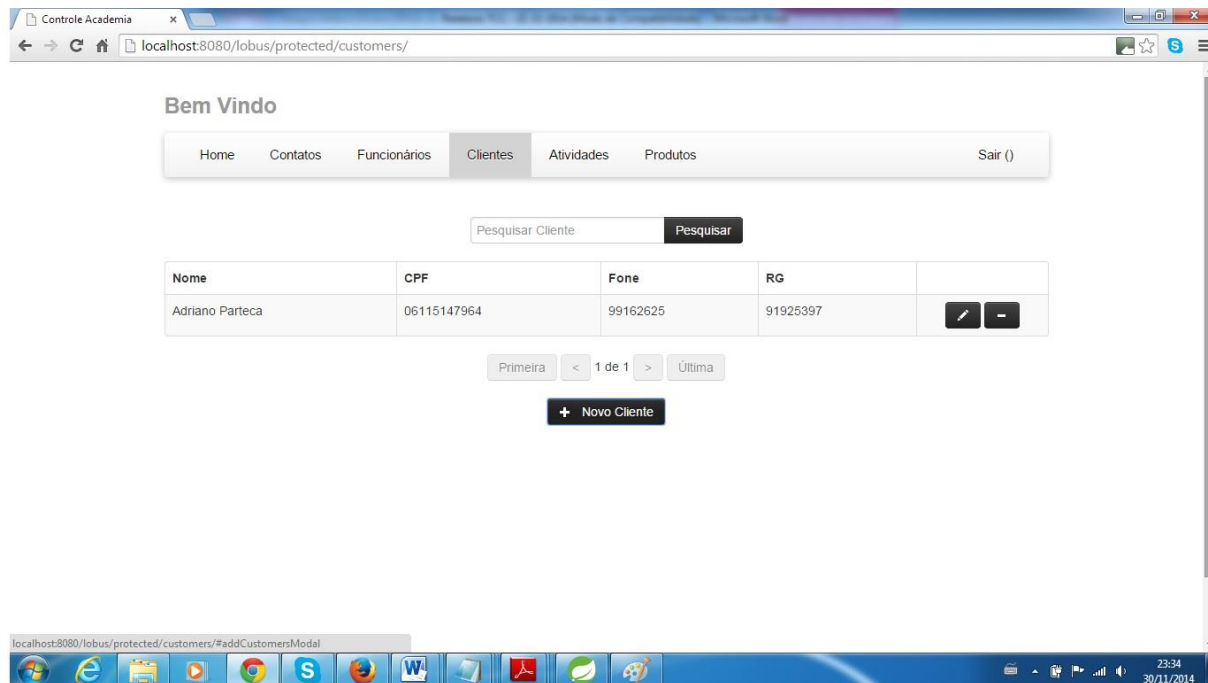 Controle Academia
localhost:8080/lobus/protected/customers/
Bem Vindo
Home Contatos Funcionários Clientes Atividades Produtos Sair ()
Pesquisar Cliente Pesquisar
Nome CPF Fone RG
Adriano Parteca 06115147964 99162625 91925397
Primeira < 1 de 1 > Última
+ Novo Cliente
localhost:8080/lobus/protected/customers/#addCustomersModal
23:34
30/11/2014